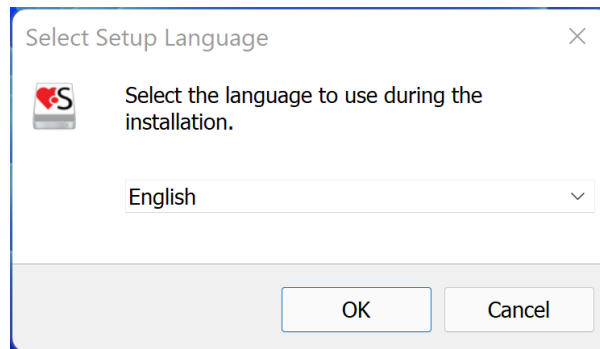 Select Setup Language
S
Select the language to use during the
installation.
English
OK
Cancel